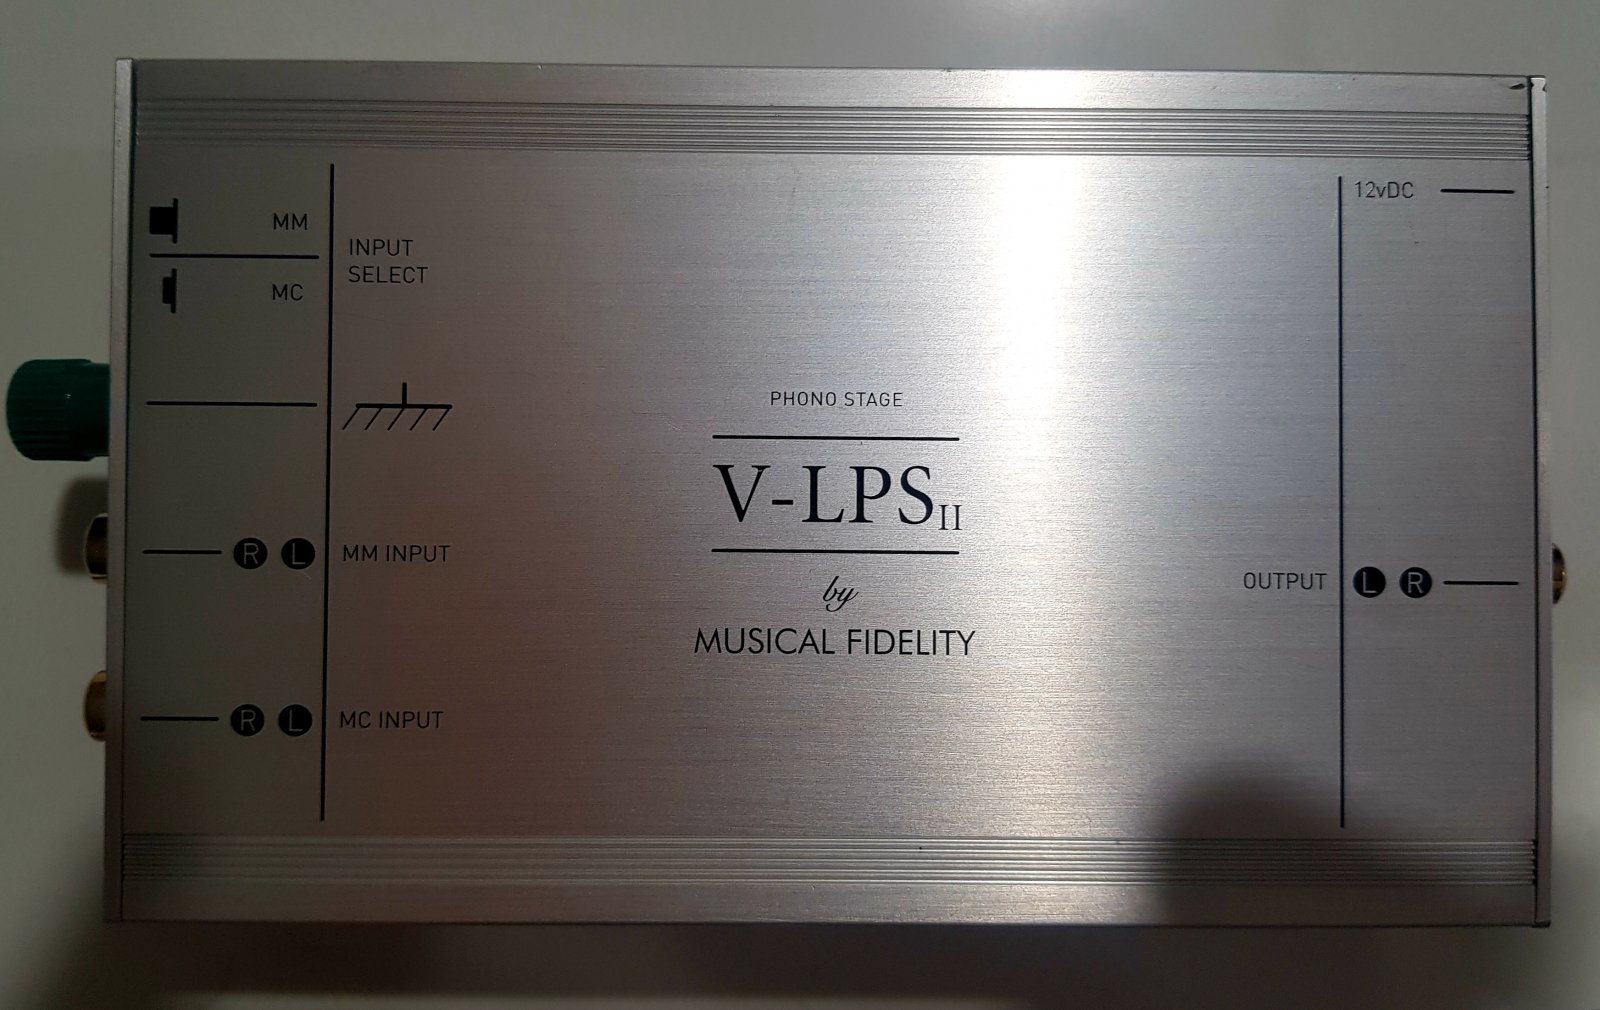 MM
MC
INPUT
SELECT
R L MM INPUT
R L MC INPUT
PHONO STAGE
V-LPSII
by
MUSICAL FIDELITY
12vDC
OUTPUT L R